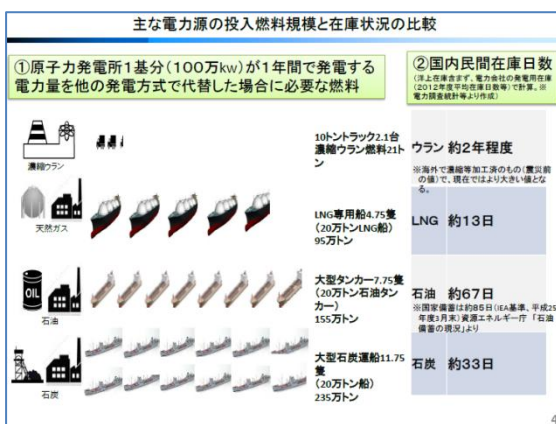 主な電力源の投入燃料規模と在庫状況の比較
①原子力発電所1基分(100万kw)が1年間で発電する
電力量を他の発電方式で代替した場合に必要な燃料
②国内民間在庫日数
(洋上在庫含まず、電力会社の発電用在庫
(2012年度平均在庫日数等)で計算。※
電力調査統計等より作成)
濃縮ウラン
10トントラック2.1台
濃縮ウラン燃料21ト
ン
ウラン 約2年程度
※海外で濃縮等加工済のもの(震災前
の値)で、現在ではより大きい値とな
る。
天然ガス
LNG専用船4.75隻
(20万トンLNG船)
95万トン
LNG 約13日
OIL
石油
大型タンカー7.75隻
(20万トン石油タン
カー)
155万トン
石油 約67日
※国家備蓄は約85日(IEA基準、平成25
年度3月末)資源エネルギー庁 「石油
備蓄の現況」より
石炭
大型石炭運船11.75
隻
(20万トン船)
235万トン
石炭 約33日
4